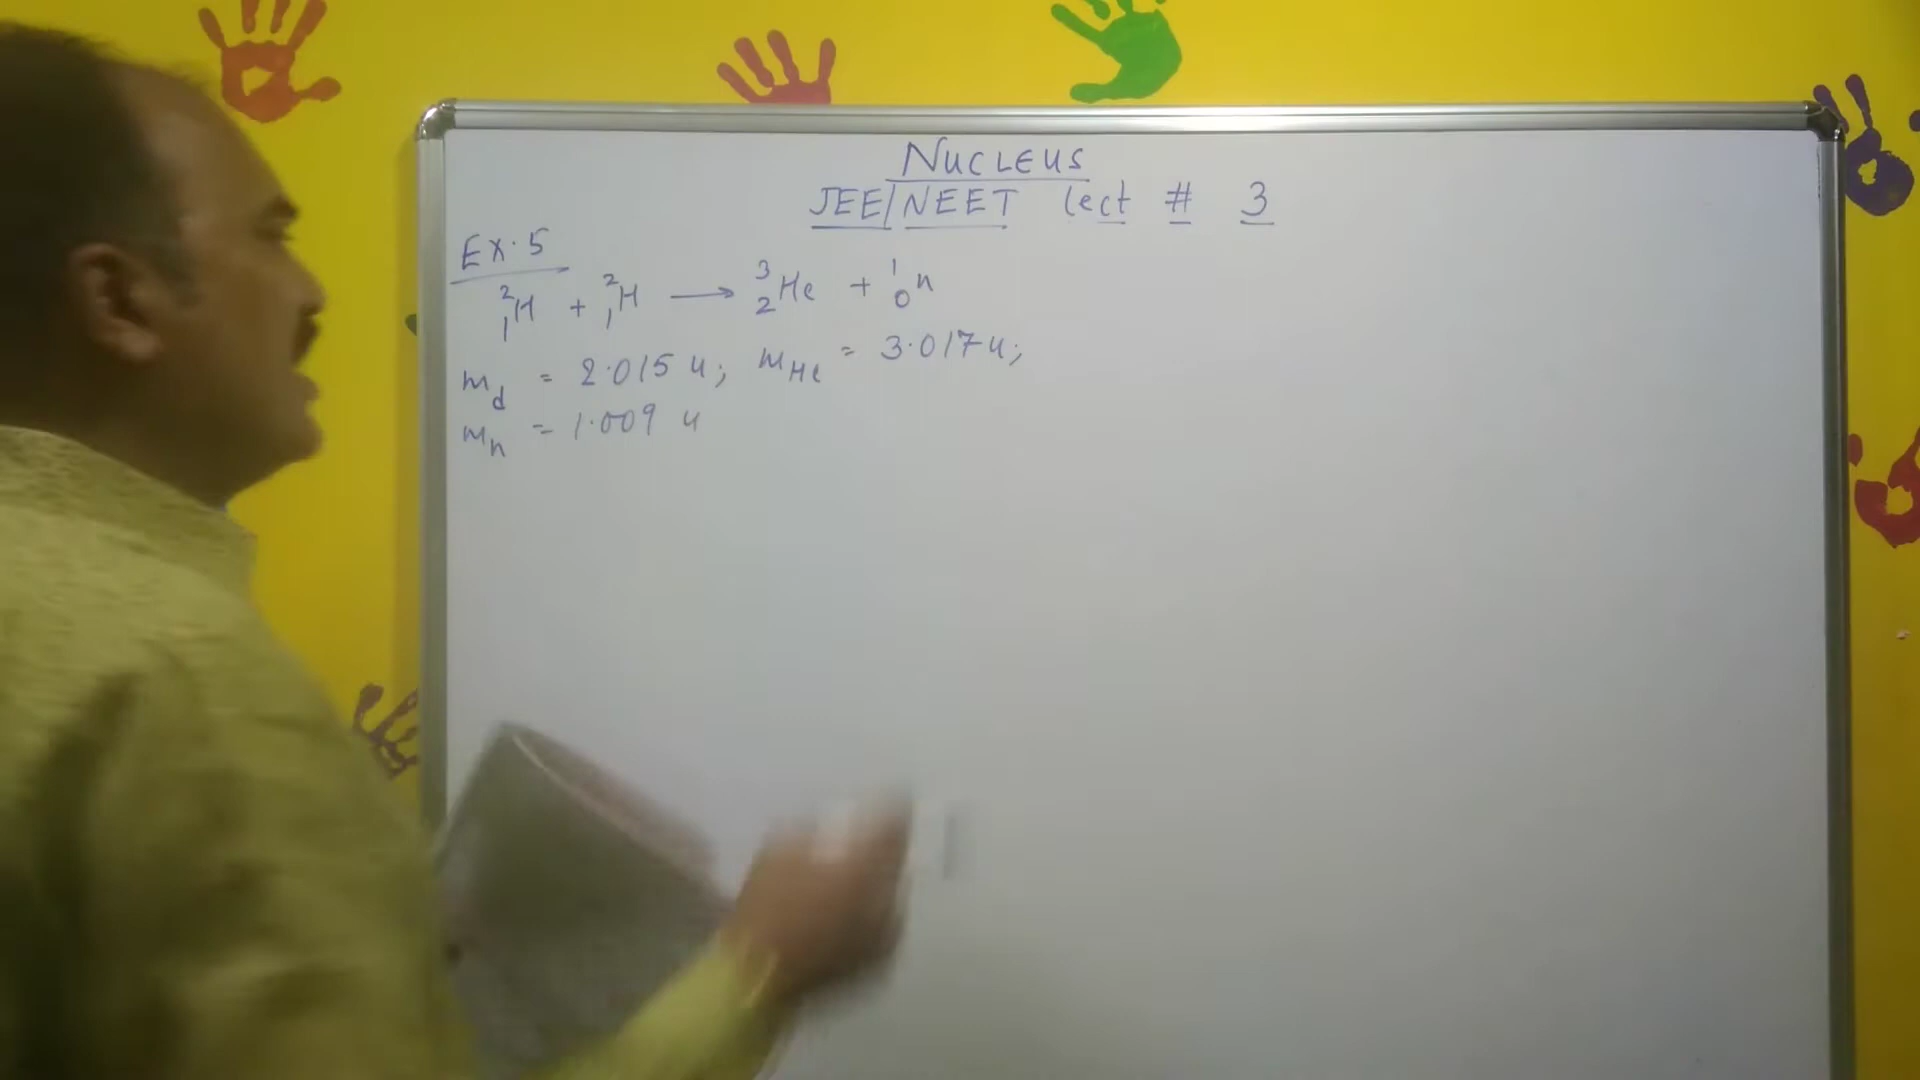 NUCLEUS
JEE/NEET Lect # 3
EX·5
²₁H + ²₁H ⟶ ³₂He + ¹₀n
m_d = 2·015 u; m_He = 3·017u;
m_n = 1·009 u